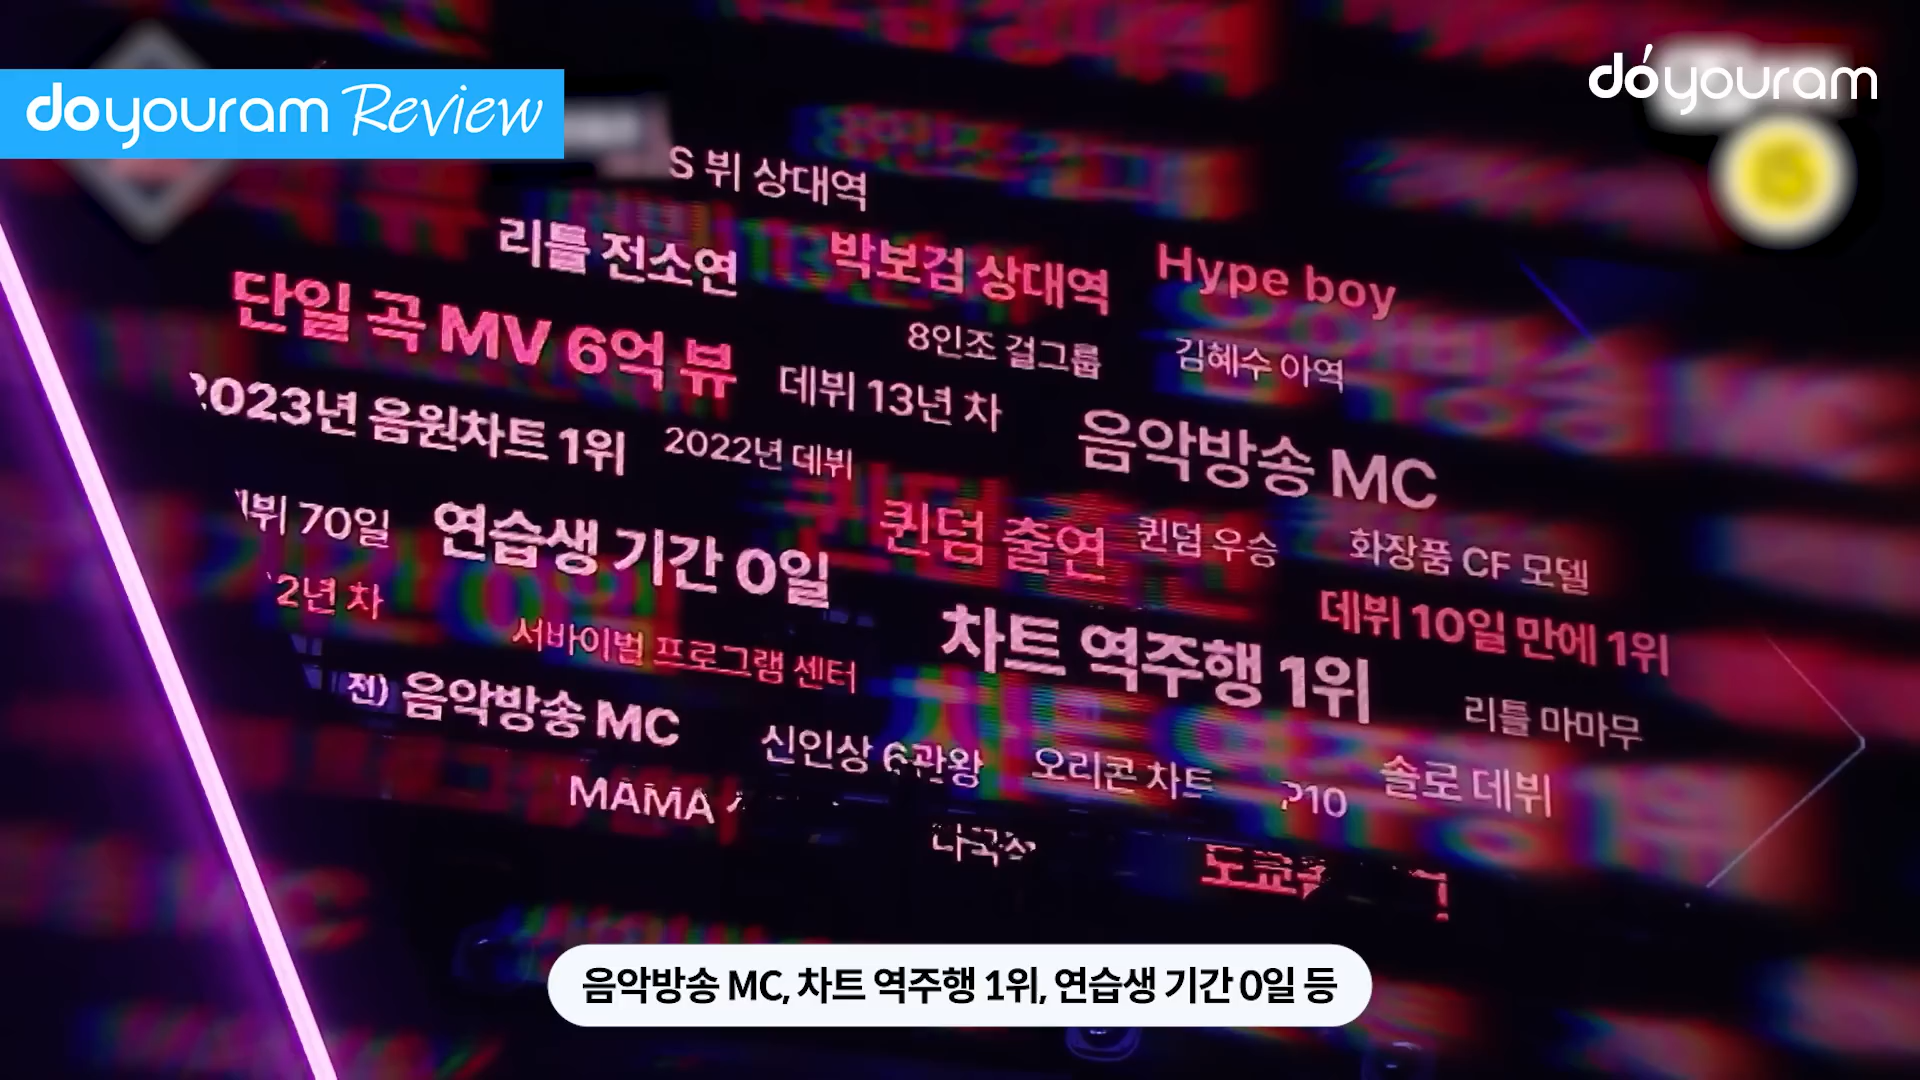 doyouram Review
doyouram
S 뷔 상대역
리틀 전소연
박보검 상대역
Hype boy
단일 곡 MV 6억 뷰
8인조 걸그룹
김혜수 아역
2023년 음원차트 1위
데뷔 13년 차
2022년 데뷔
음악방송 MC
뷔 70일
연습생 기간 0일
퀸덤 출연
퀸덤 우승
화장품 CF 모델
2년 차
서바이벌 프로그램 센터
차트 역주행 1위
데뷔 10일 만에 1위
전) 음악방송 MC
신인상 6관왕
오리콘 차트
리틀 마마무
솔로 데뷔
MAMA
음악방송 MC, 차트 역주행 1위, 연습생 기간 0일 등